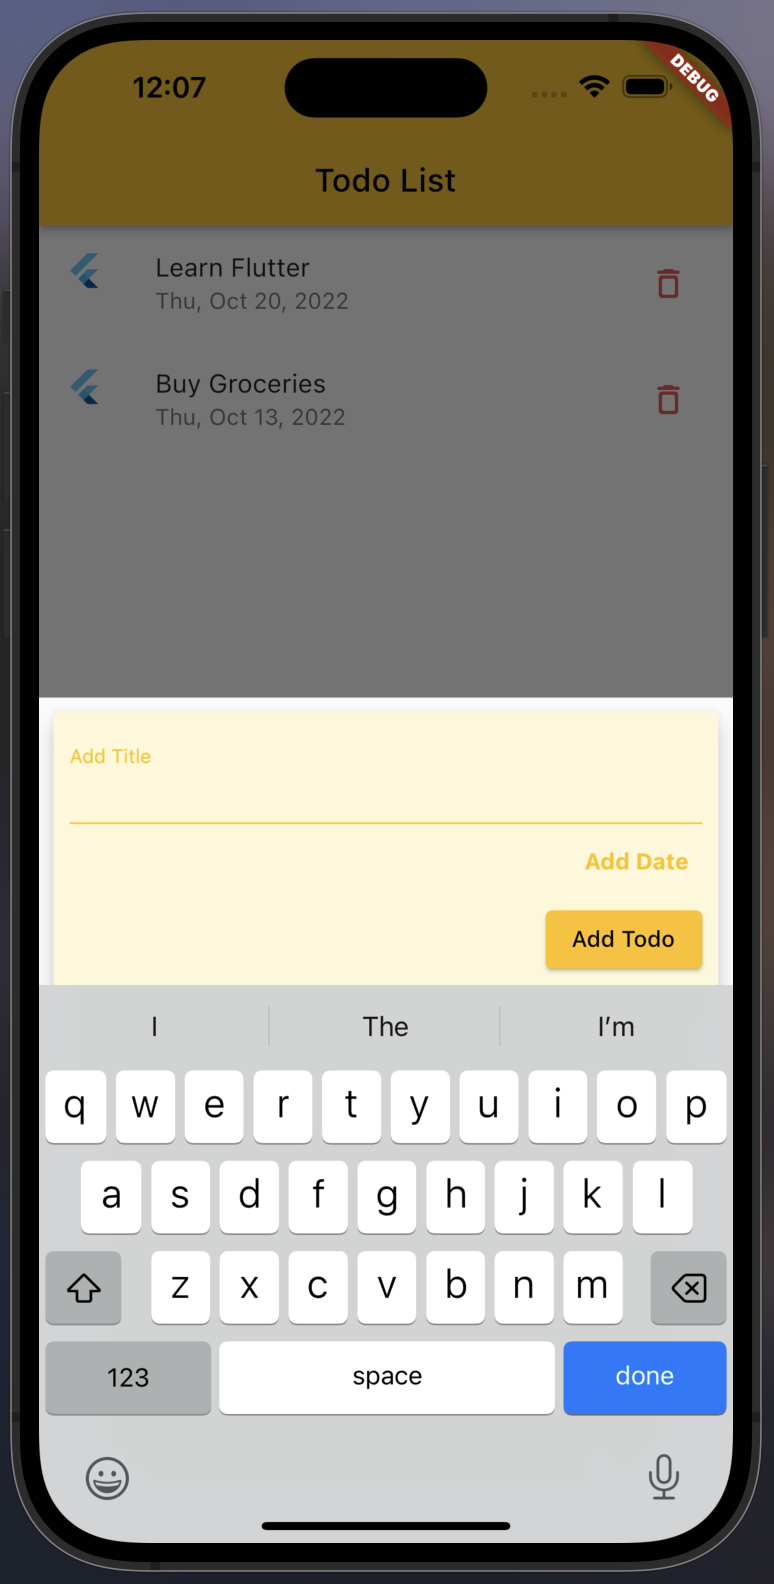 12:07
DEBUG
Todo List
Learn Flutter
Thu, Oct 20, 2022
Buy Groceries
Thu, Oct 13, 2022
Add Title
Add Date
Add Todo
I The I’m
q w e r t y u i o p
a s d f g h j k l
z x c v b n m
123 space done